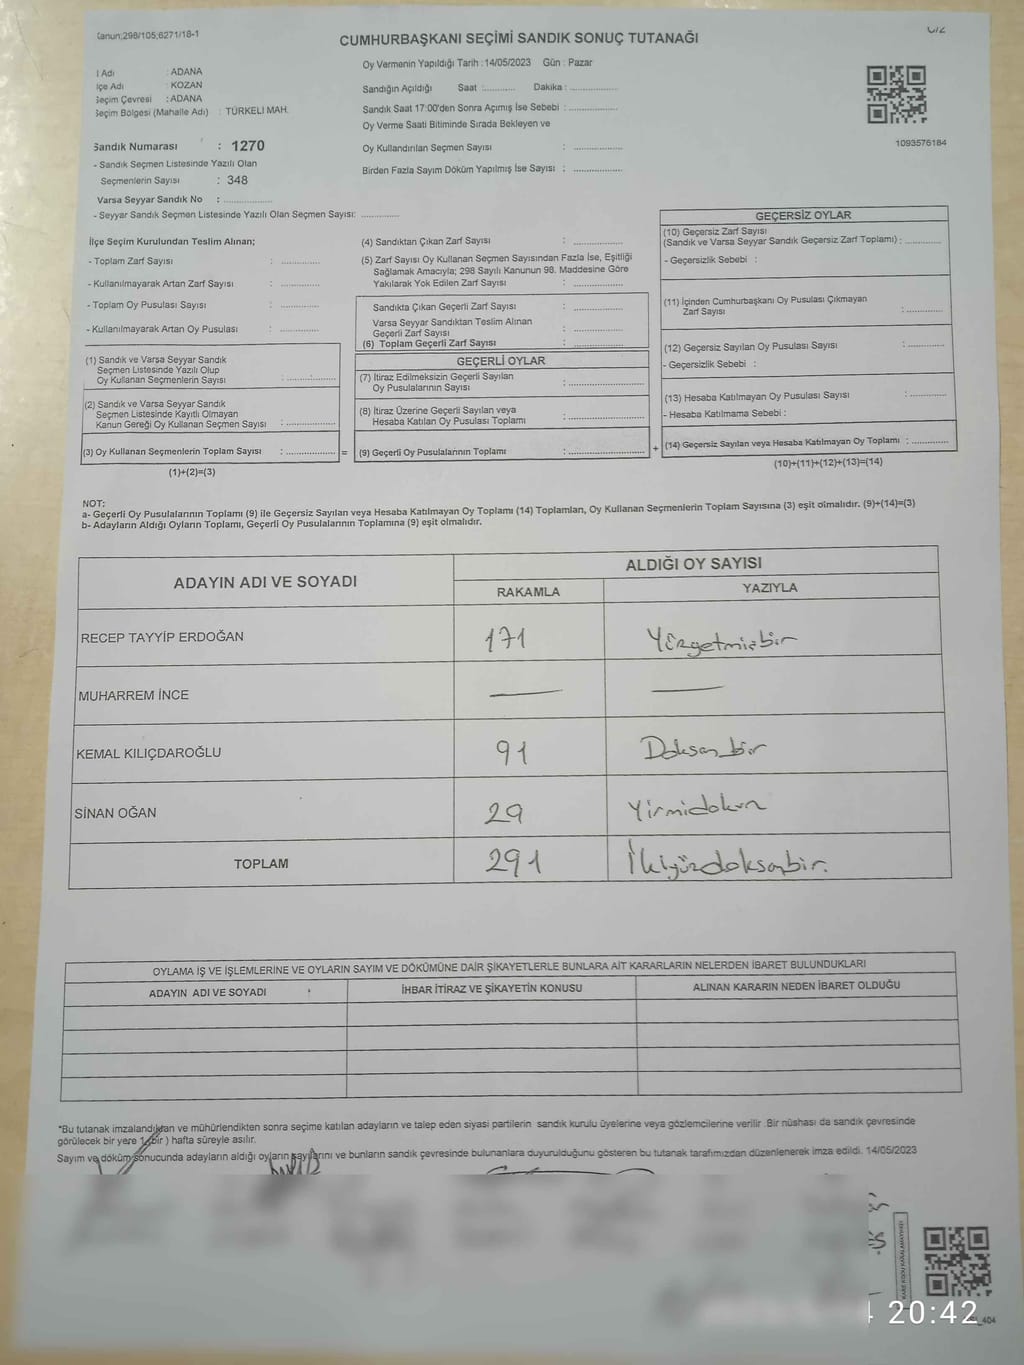 Kanun:298/105;6271/18-1
CUMHURBAŞKANI SEÇİMİ SANDIK SONUÇ TUTANAĞI
Oy Vermenin Yapıldığı Tarih : 14/05/2023 Gün : Pazar
İl Adı : ADANA
İlçe Adı : KOZAN
Seçim Çevresi : ADANA
Seçim Bölgesi (Mahalle Adı) : TÜRKELİ MAH.
Sandık Numarası : 1270
- Sandık Seçmen Listesinde Yazılı Olan
Seçmenlerin Sayısı : 348
Varsa Seyyar Sandık No : ..............
- Seyyar Sandık Seçmen Listesinde Yazılı Olan Seçmen Sayısı: ...........
Sandığın Açıldığı Saat :.......... Dakika : ..............
Sandık Saat 17:00'den Sonra Açımış İse Sebebi : ..............
Oy Verme Saati Bitiminde Sırada Bekleyen ve
Oy Kullandırılan Seçmen Sayısı : ..............
Birden Fazla Sayım Döküm Yapılmış İse Sayısı : ..............
1093576184
İlçe Seçim Kurulundan Teslim Alınan;
- Toplam Zarf Sayısı : ............
- Kullanılmayarak Artan Zarf Sayısı : ............
- Toplam Oy Pusulası Sayısı : ............
- Kullanılmayarak Artan Oy Pusulası : ............
(1) Sandık ve Varsa Seyyar Sandık
Seçmen Listesinde Yazılı Olup
Oy Kullanan Seçmenlerin Sayısı : ..............
(2) Sandık ve Varsa Seyyar Sandık
Seçmen Listesinde Kayıtlı Olmayan
Kanun Gereği Oy Kullanan Seçmen Sayısı : ..............
(3) Oy Kullanan Seçmenlerin Toplam Sayısı : .............. =
(1)+(2)=(3)
(4) Sandıktan Çıkan Zarf Sayısı : ..............
(5) Zarf Sayısı Oy Kullanan Seçmen Sayısından Fazla İse, Eşitliği
Sağlamak Amacıyla; 298 Sayılı Kanunun 98. Maddesine Göre
Yakılarak Yok Edilen Zarf Sayısı : ..............
Sandıkta Çıkan Geçerli Zarf Sayısı : ..............
Varsa Seyyar Sandıktan Teslim Alınan
Geçerli Zarf Sayısı : ..............
(6) Toplam Geçerli Zarf Sayısı : ..............
GEÇERLİ OYLAR
(7) İtiraz Edilmeksizin Geçerli Sayılan
Oy Pusulalarının Sayısı : ..............
(8) İtiraz Üzerine Geçerli Sayılan veya
Hesaba Katılan Oy Pusulası Toplamı : ..............
(9) Geçerli Oy Pusulalarının Toplamı : .............. +
GEÇERSİZ OYLAR
(10) Geçersiz Zarf Sayısı
(Sandık ve Varsa Seyyar Sandık Geçersiz Zarf Toplamı) : ............
- Geçersizlik Sebebi :
(11) İçinden Cumhurbaşkanı Oy Pusulası Çıkmayan
Zarf Sayısı : ............
(12) Geçersiz Sayılan Oy Pusulası Sayısı : ............
- Geçersizlik Sebebi :
(13) Hesaba Katılmayan Oy Pusulası Sayısı : ............
- Hesaba Katılmama Sebebi :
(14) Geçersiz Sayılan veya Hesaba Katılmayan Oy Toplamı : ............
(10)+(11)+(12)+(13)=(14)
NOT:
a- Geçerli Oy Pusulalarının Toplamı (9) ile Geçersiz Sayılan veya Hesaba Katılmayan Oy Toplamı (14) Toplamları, Oy Kullanan Seçmenlerin Toplam Sayısına (3) eşit olmalıdır. (9)+(14)=(3)
b- Adayların Aldığı Oyların Toplamı, Geçerli Oy Pusulalarının Toplamına (9) eşit olmalıdır.
ADAYIN ADI VE SOYADI ALDIĞI OY SAYISI
RAKAMLA YAZIYLA
RECEP TAYYİP ERDOĞAN 171 Yüzyetmişbir
MUHARREM İNCE — —
KEMAL KILIÇDAROĞLU 91 Doksanbir
SİNAN OĞAN 29 Yirmidokuz
TOPLAM 291 İkiyüzdoksanbir.
OYLAMA İŞ VE İŞLEMLERİNE VE OYLARIN SAYIM VE DÖKÜMÜNE DAİR ŞİKAYETLERLE BUNLARA AİT KARARLARIN NELERDEN İBARET BULUNDUKLARI
ADAYIN ADI VE SOYADI İHBAR İTİRAZ VE ŞİKAYETİN KONUSU ALINAN KARARIN NEDEN İBARET OLDUĞU
"Bu tutanak imzalandıktan ve mühürlendikten sonra seçime katılan adayların ve talep eden siyasi partilerin sandık kurulu üyelerine veya gözlemcilerine verilir .Bir nüshası da sandık çevresinde
görülecek bir yere 1 (bir ) hafta süreyle asılır.
Sayım ve döküm sonucunda adayların aldığı oyların sayılarını ve bunların sandık çevresinde bulunanlara duyurulduğunu gösteren bu tutanak tarafımızdan düzenlenerek imza edildi. 14/05/2023
KARE KODU KARALAMAYINIZ!
20:42
_404